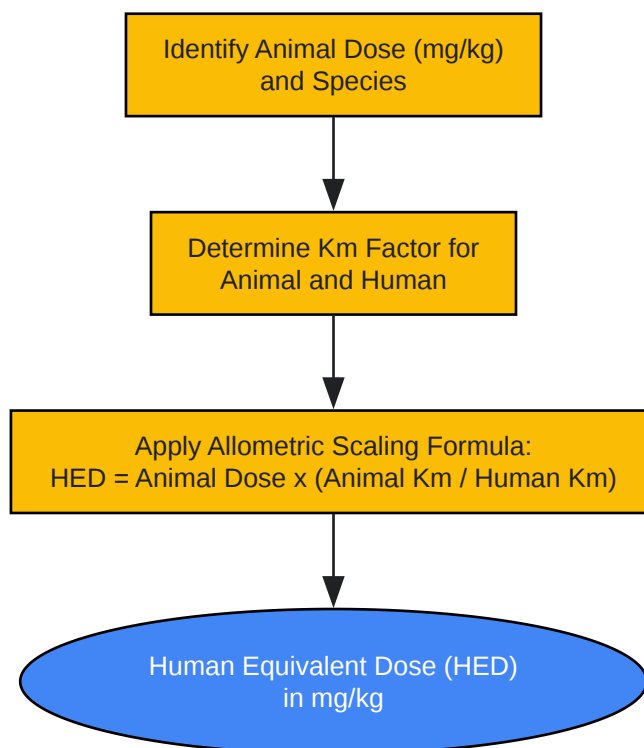 Identify Animal Dose (mg/kg)
and Species
Determine Km Factor for
Animal and Human
Apply Allometric Scaling Formula:
HED = Animal Dose x (Animal Km / Human Km)
Human Equivalent Dose (HED)
in mg/kg